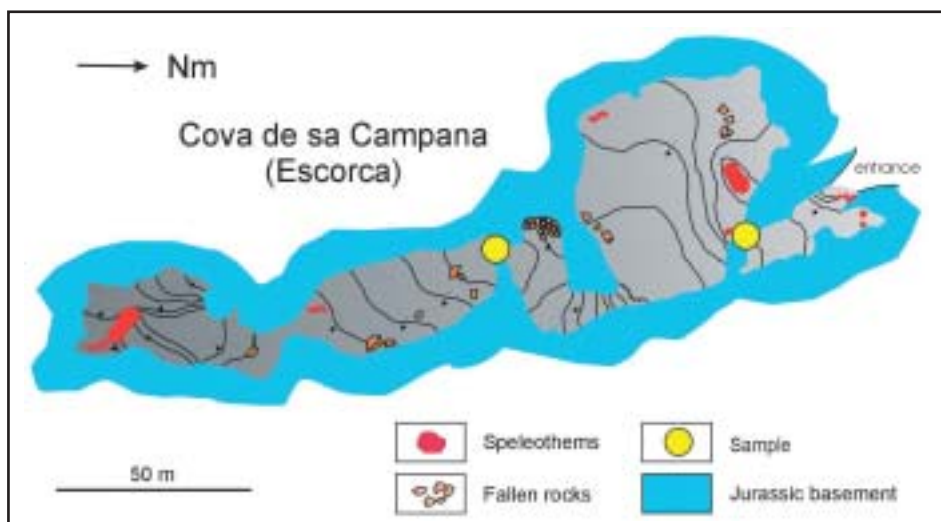 Nm
Cova de sa Campana
(Escorca)
entrance
Speleothems
Sample
50 m
Fallen rocks
Jurassic basement